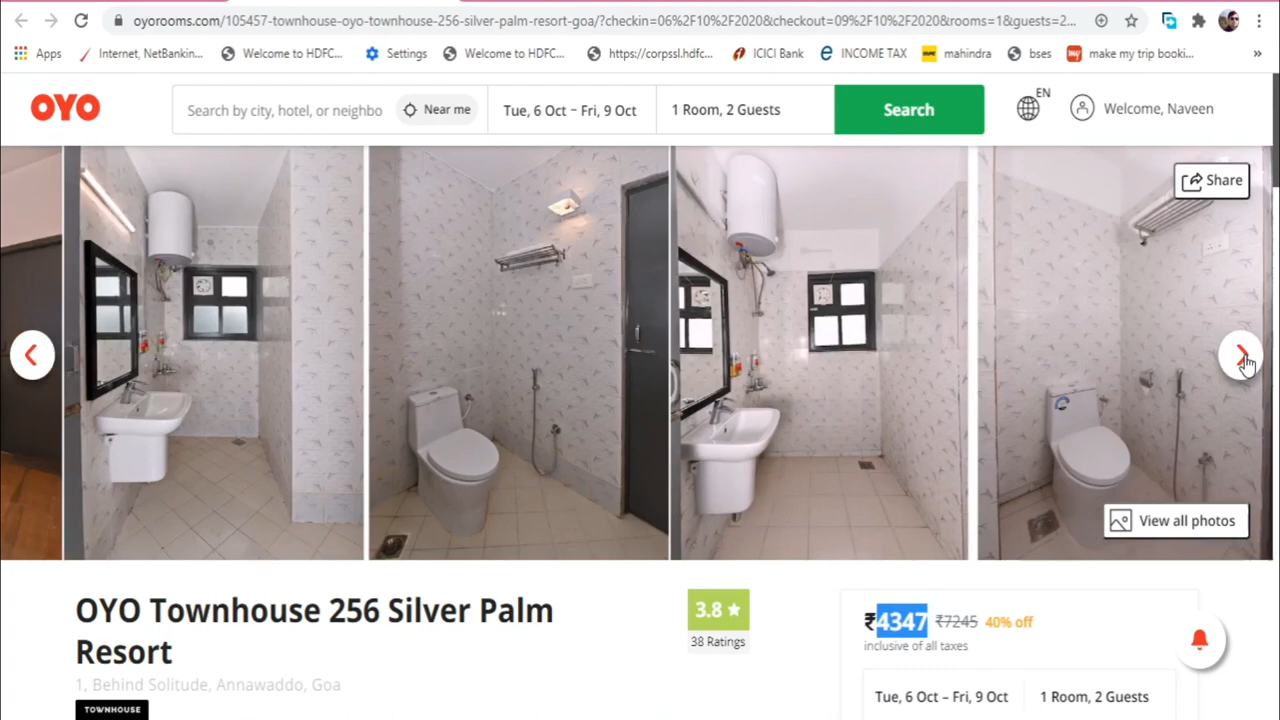 oyorooms.com/105457-townhouse-oyo-townhouse-256-silver-palm-resort-goa/?checkin=06%2F10%2F2020&checkout=09%2F10%2F2020&rooms=1&guests=2...
Apps Internet, NetBankin... Welcome to HDFC... Settings Welcome to HDFC... https://corpssl.hdfc... ICICI Bank INCOME TAX mahindra bses make my trip booki... »
OYO
Search by city, hotel, or neighbo Near me Tue, 6 Oct – Fri, 9 Oct 1 Room, 2 Guests Search EN Welcome, Naveen
Share
View all photos
OYO Townhouse 256 Silver Palm
Resort
1, Behind Solitude, Annawaddo, Goa
TOWNHOUSE
3.8 ★
38 Ratings
₹4347 ₹7245 40% off
inclusive of all taxes
Tue, 6 Oct – Fri, 9 Oct 1 Room, 2 Guests